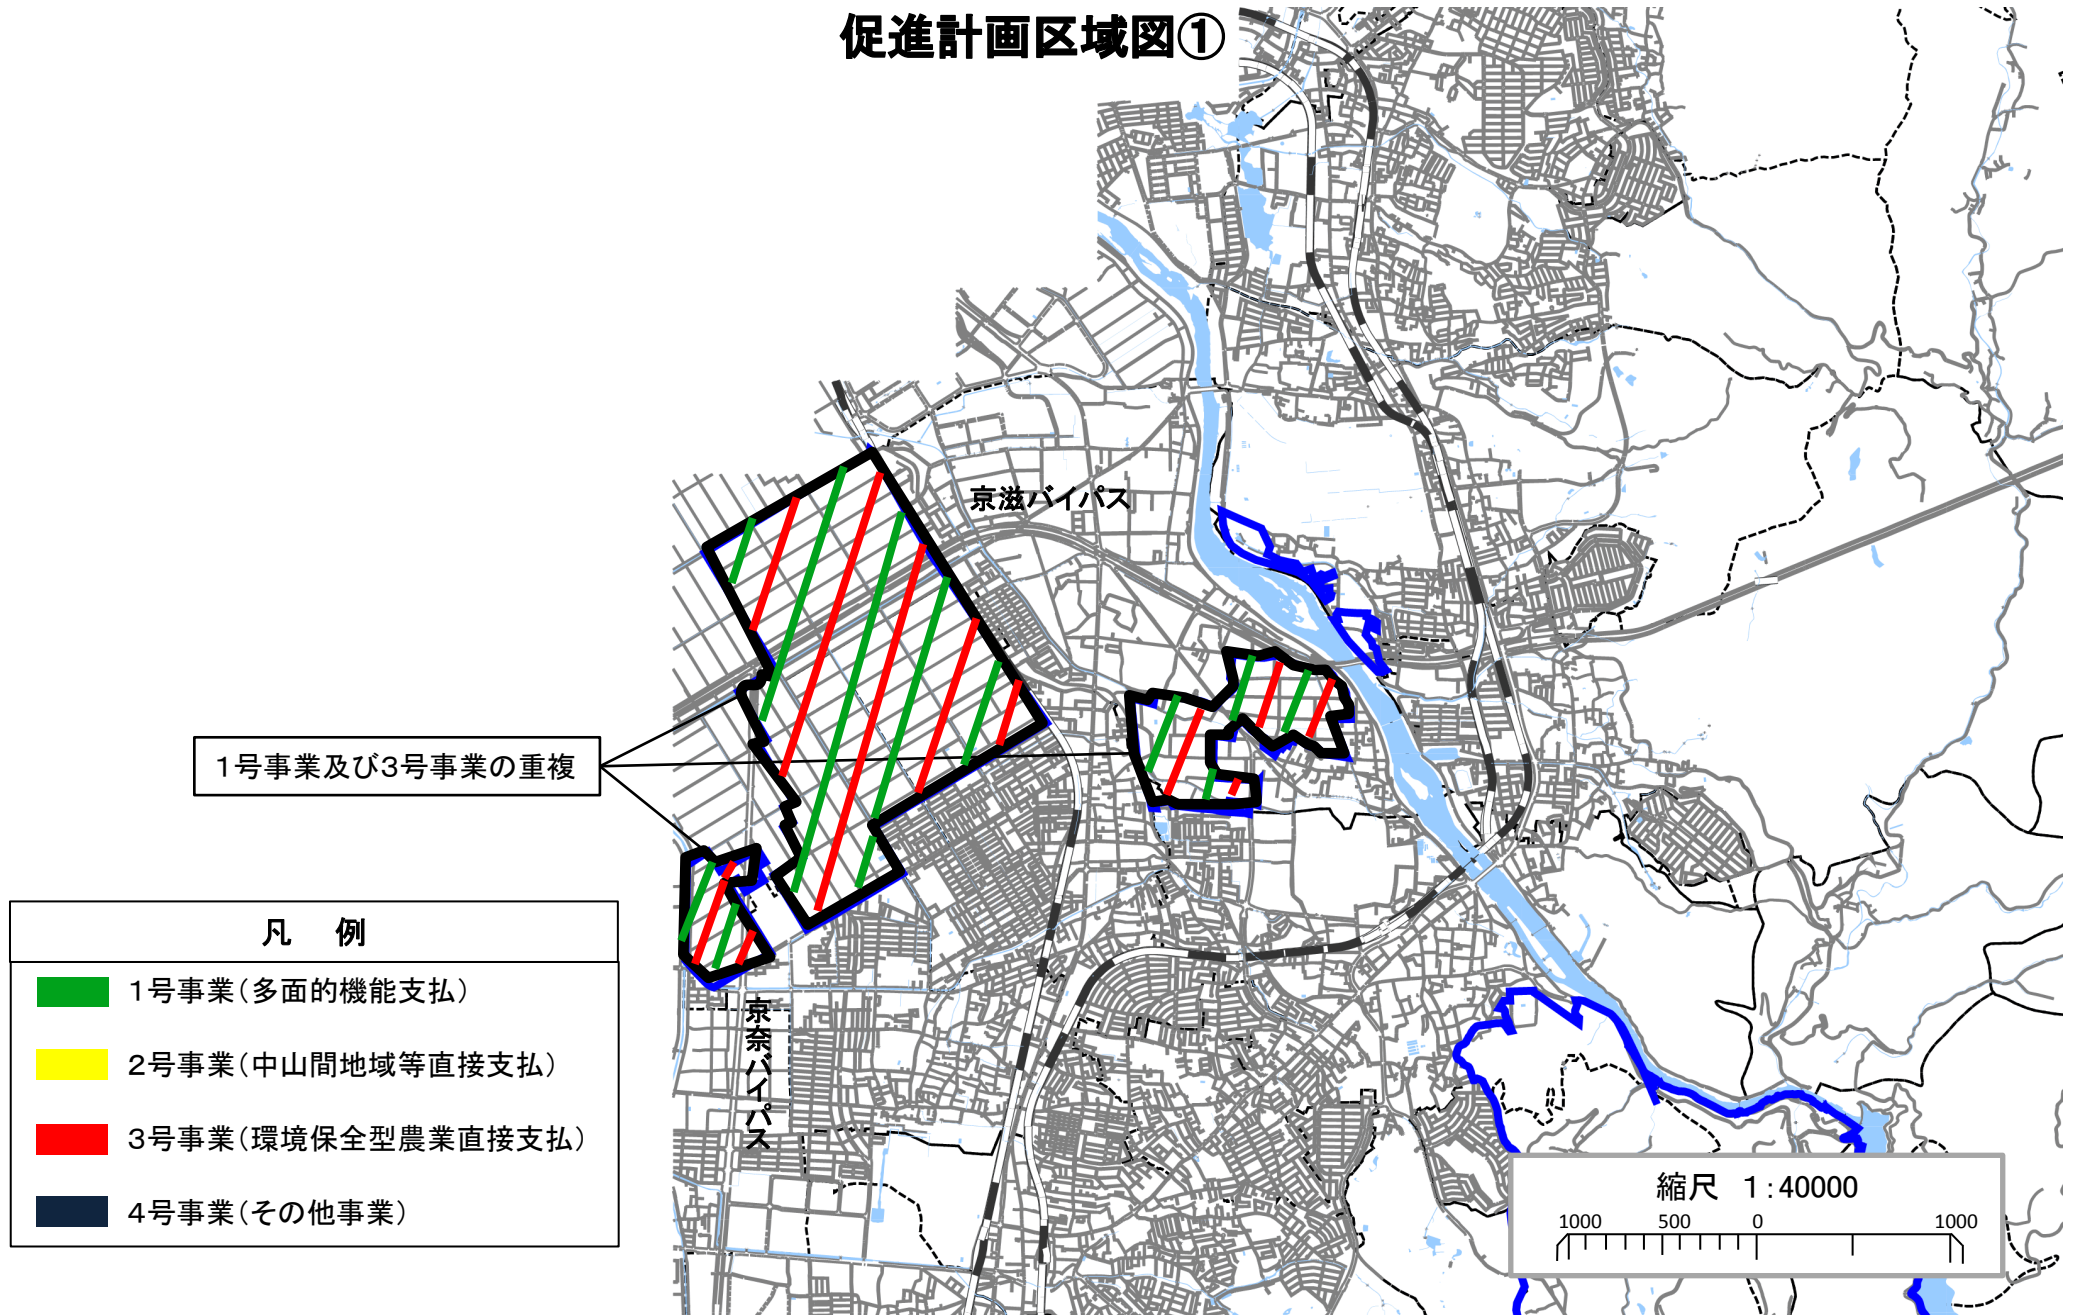 促進計画区域図①
京滋バイパス
1号事業及び3号事業の重複
凡　例
1号事業（多面的機能支払）
2号事業（中山間地域等直接支払）
3号事業（環境保全型農業直接支払）
4号事業（その他事業）
京奈バイパス
縮尺　1：40000
1000 500 0 1000